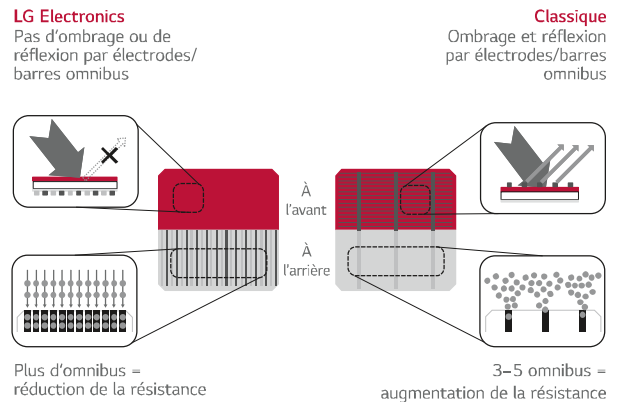 LG Electronics
Pas d'ombrage ou de
réflexion par électrodes/
barres omnibus
Classique
Ombrage et réflexion
par électrodes/barres
omnibus
À
l'avant
À
l'arrière
Plus d'omnibus =
réduction de la résistance
3–5 omnibus =
augmentation de la résistance